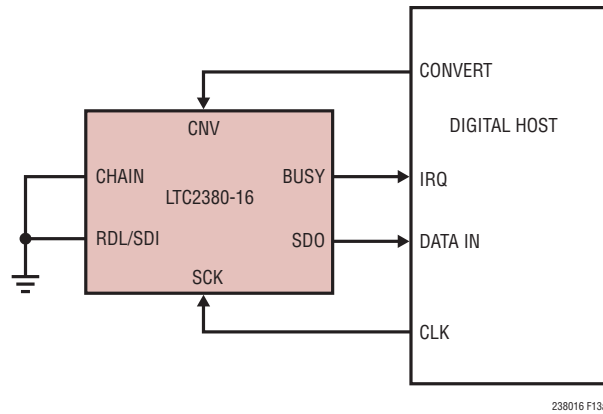 CONVERT
CNV
DIGITAL HOST
CHAIN
BUSY
IRQ
LTC2380-16
RDL/SDI
SDO
DATA IN
SCK
CLK